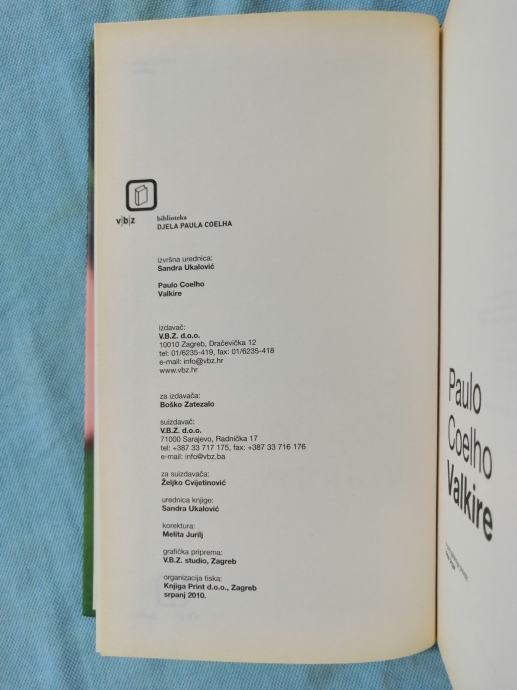 v|b|z
biblioteka
DJELA PAULA COELHA
izvršna urednica:
Sandra Ukalović
Paulo Coelho
Valkire
izdavač:
V.B.Z. d.o.o.
10010 Zagreb, Dračevička 12
tel: 01/6235-419, fax: 01/6235-418
e-mail: info@vbz.hr
www.vbz.hr
za izdavača:
Boško Zatezalo
suizdavač:
V.B.Z. d.o.o.
71000 Sarajevo, Radnička 17
tel: +387 33 717 175, fax: +387 33 716 176
e-mail: info@vbz.ba
za suizdavača:
Željko Cvijetinović
urednica knjige:
Sandra Ukalović
korektura:
Melita Jurilj
grafička priprema:
V.B.Z. studio, Zagreb
organizacija tiska:
Knjiga Print d.o.o., Zagreb
srpanj 2010.
Paulo
Coelho
Valkire